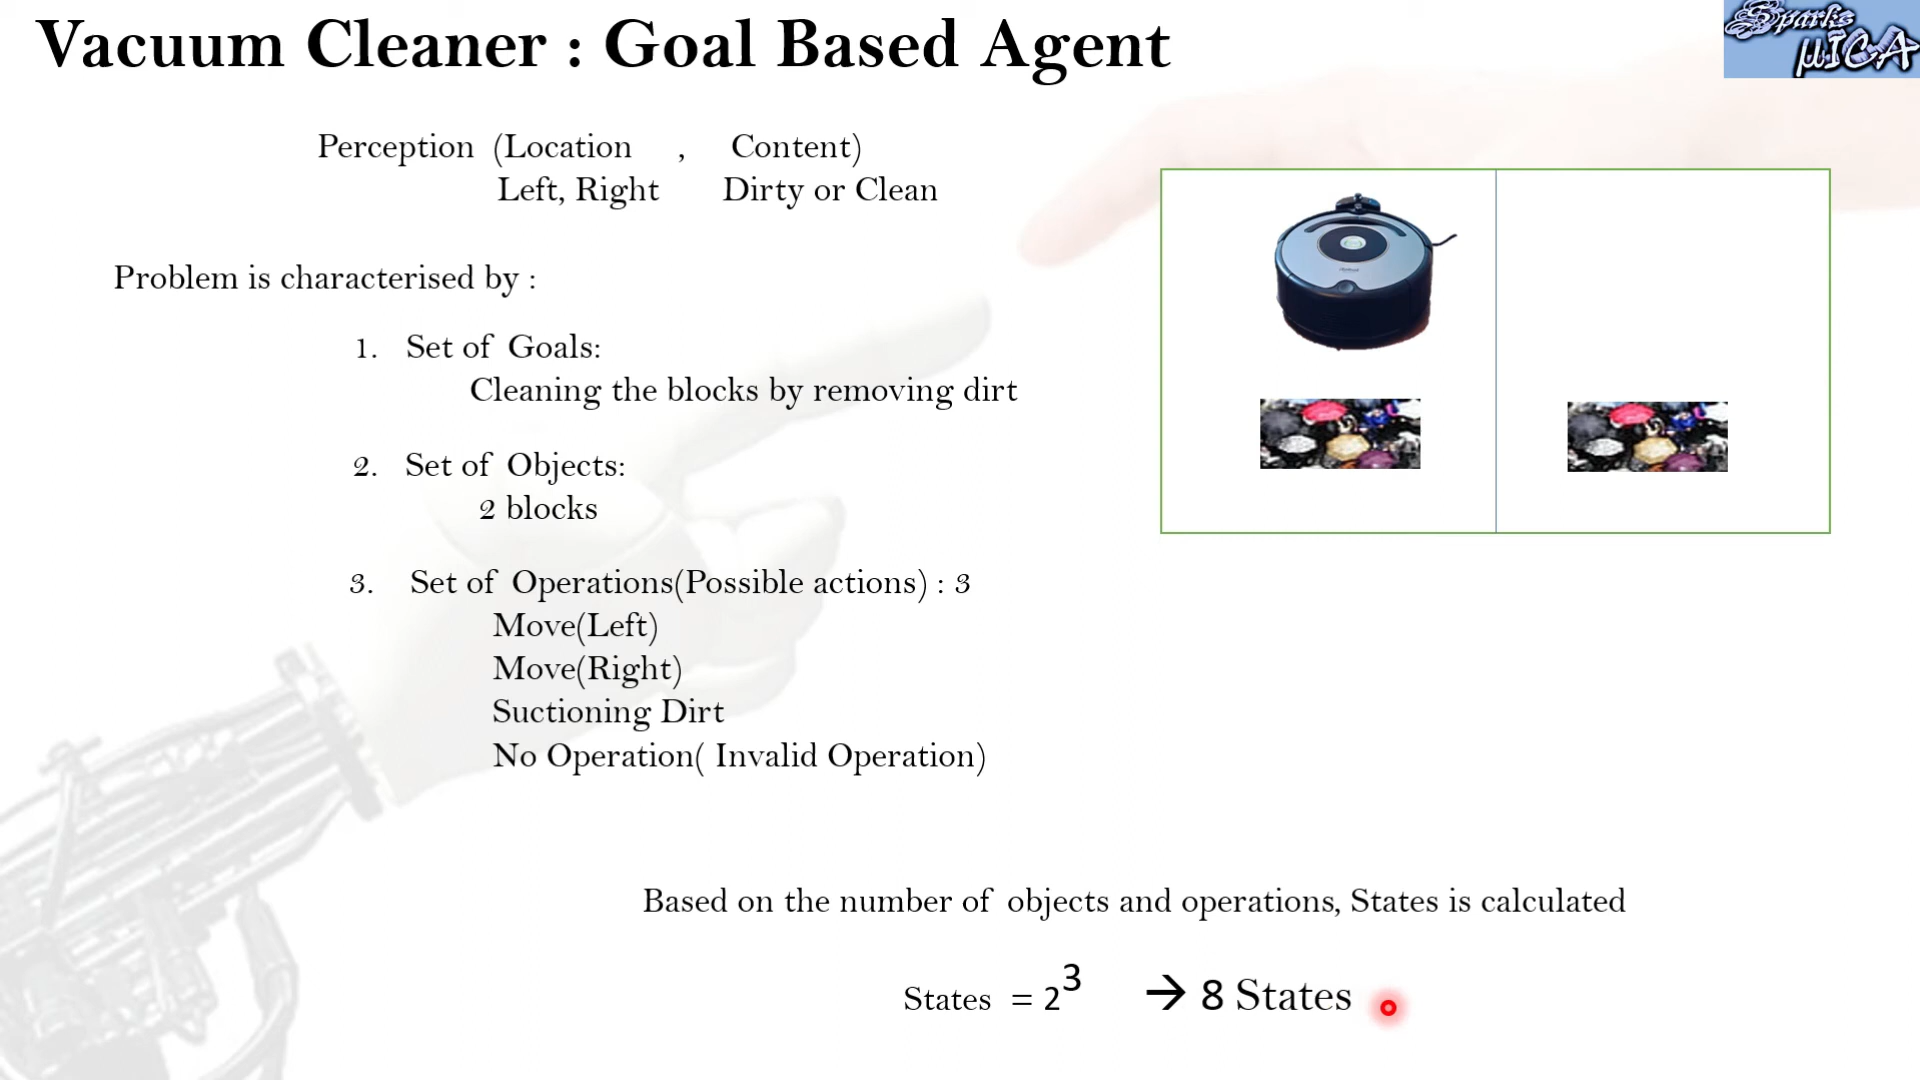 Vacuum Cleaner : Goal Based Agent
Sparks
μICA
Perception (Location , Content)
Left, Right Dirty or Clean
Problem is characterised by :
1. Set of Goals:
Cleaning the blocks by removing dirt
2. Set of Objects:
2 blocks
3. Set of Operations(Possible actions) : 3
Move(Left)
Move(Right)
Suctioning Dirt
No Operation( Invalid Operation)
Based on the number of objects and operations, States is calculated
States = 2³ → 8 States